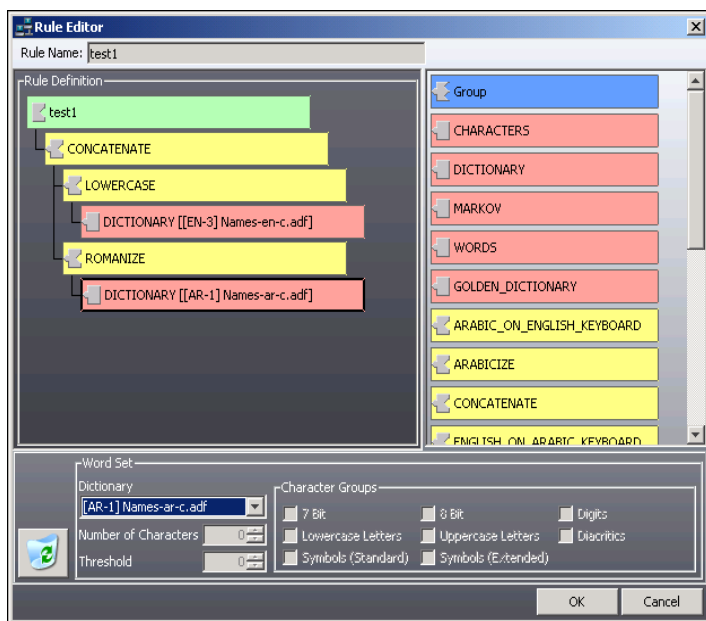 Rule Editor
Rule Name: test1
Rule Definition
test1
CONCATENATE
LOWERCASE
DICTIONARY [[EN-3] Names-en-c.adf]
ROMANIZE
DICTIONARY [[AR-1] Names-ar-c.adf]
Group
CHARACTERS
DICTIONARY
MARKOV
WORDS
GOLDEN_DICTIONARY
ARABIC_ON_ENGLISH_KEYBOARD
ARABICIZE
CONCATENATE
ENGLISH_ON_ARABIC_KEYBOARD
Word Set
Dictionary
[AR-1] Names-ar-c.adf
Number of Characters 0
Threshold 0
Character Groups
7 Bit 8 Bit Digits
Lowercase Letters Uppercase Letters Diacritics
Symbols (Standard) Symbols (Extended)
OK Cancel